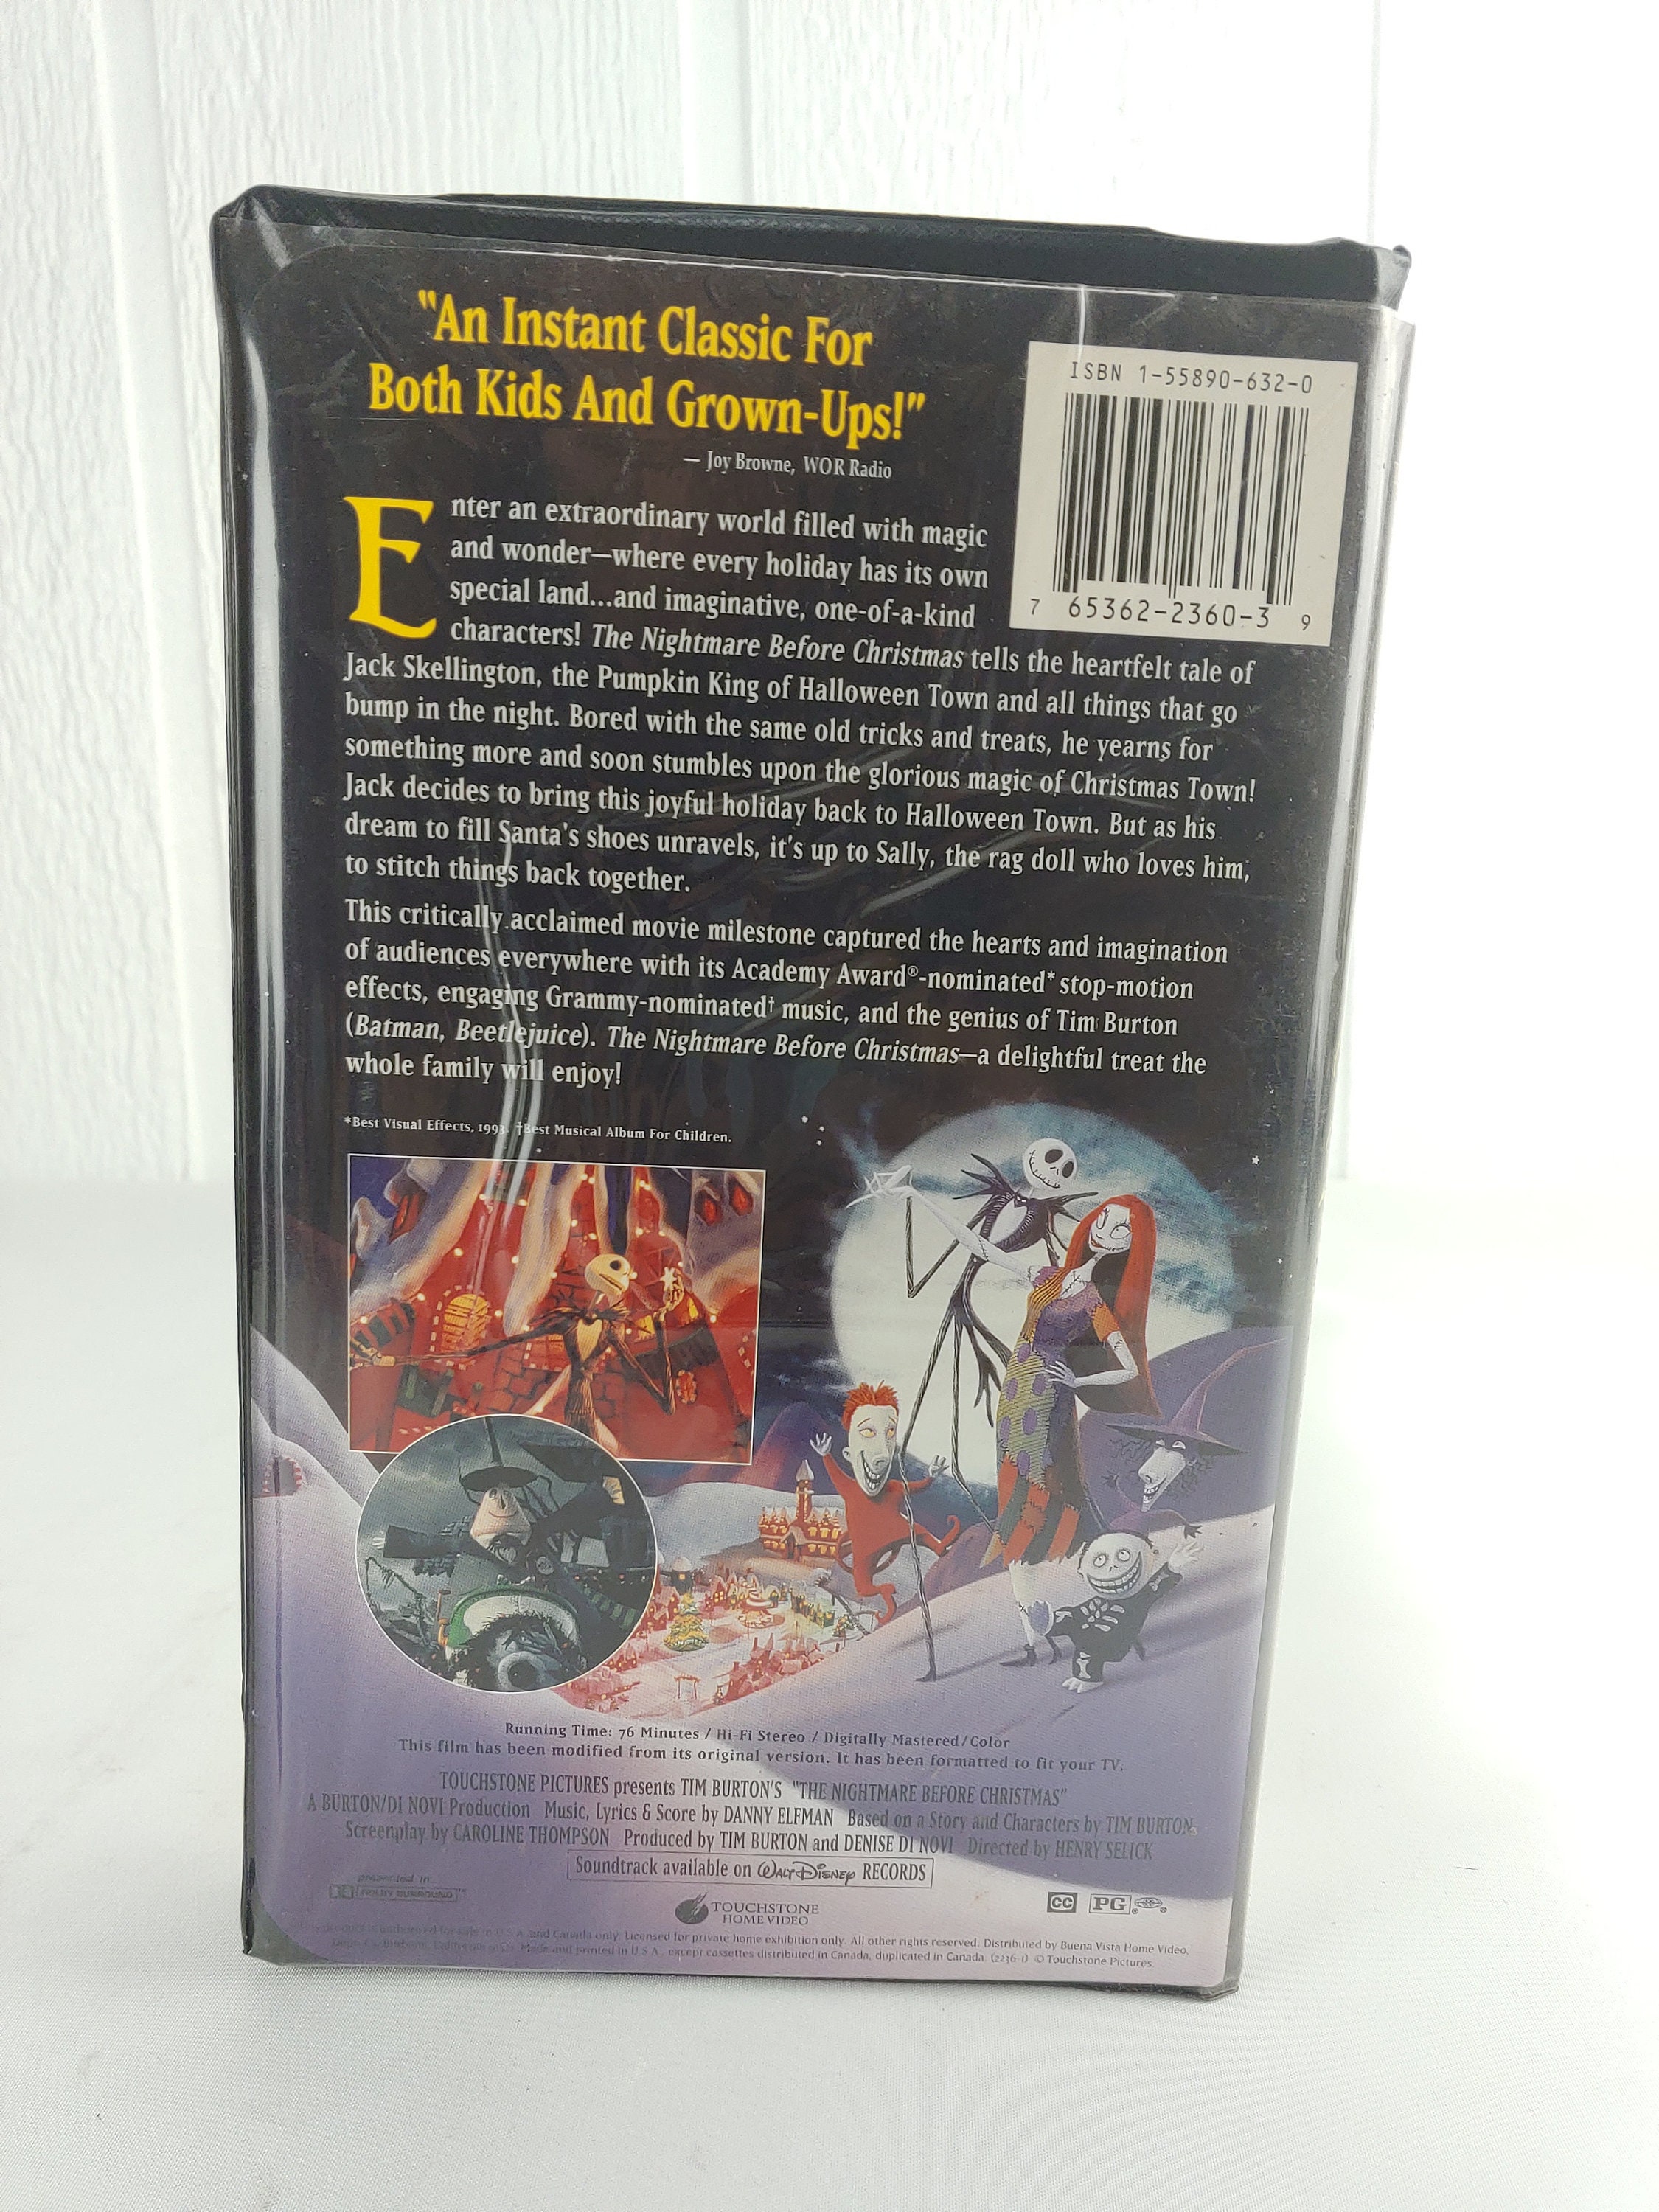 "An Instant Classic For
Both Kids And Grown-Ups!"
— Joy Browne, WOR Radio
ISBN 1-55890-632-0
7 65362-2360-3 9
Enter an extraordinary world filled with magic
and wonder—where every holiday has its own
special land...and imaginative, one-of-a-kind
characters! The Nightmare Before Christmas tells the heartfelt tale of
Jack Skellington, the Pumpkin King of Halloween Town and all things that go
bump in the night. Bored with the same old tricks and treats, he yearns for
something more and soon stumbles upon the glorious magic of Christmas Town!
Jack decides to bring this joyful holiday back to Halloween Town. But as his
dream to fill Santa's shoes unravels, it's up to Sally, the rag doll who loves him,
to stitch things back together.
This critically acclaimed movie milestone captured the hearts and imagination
of audiences everywhere with its Academy Award®-nominated* stop-motion
effects, engaging Grammy-nominated† music, and the genius of Tim Burton
(Batman, Beetlejuice). The Nightmare Before Christmas—a delightful treat the
whole family will enjoy!
*Best Visual Effects, 1993. †Best Musical Album For Children.
Running Time: 76 Minutes / Hi-Fi Stereo / Digitally Mastered/Color
This film has been modified from its original version. It has been formatted to fit your TV.
TOUCHSTONE PICTURES presents TIM BURTON'S "THE NIGHTMARE BEFORE CHRISTMAS"
A BURTON/DI NOVI Production Music, Lyrics & Score by DANNY ELFMAN Based on a Story and Characters by TIM BURTON
Screenplay by CAROLINE THOMPSON Produced by TIM BURTON and DENISE DI NOVI Directed by HENRY SELICK
Soundtrack available on WALT DISNEY RECORDS
presented in
DOLBY SURROUND™
TOUCHSTONE
HOME VIDEO
CC PG®
U.S.A. and Canada only. Licensed for private home exhibition only. All other rights reserved. Distributed by Buena Vista Home Video,
Made and printed in U.S.A. except cassettes distributed in Canada, duplicated in Canada. (2236-1) © Touchstone Pictures.